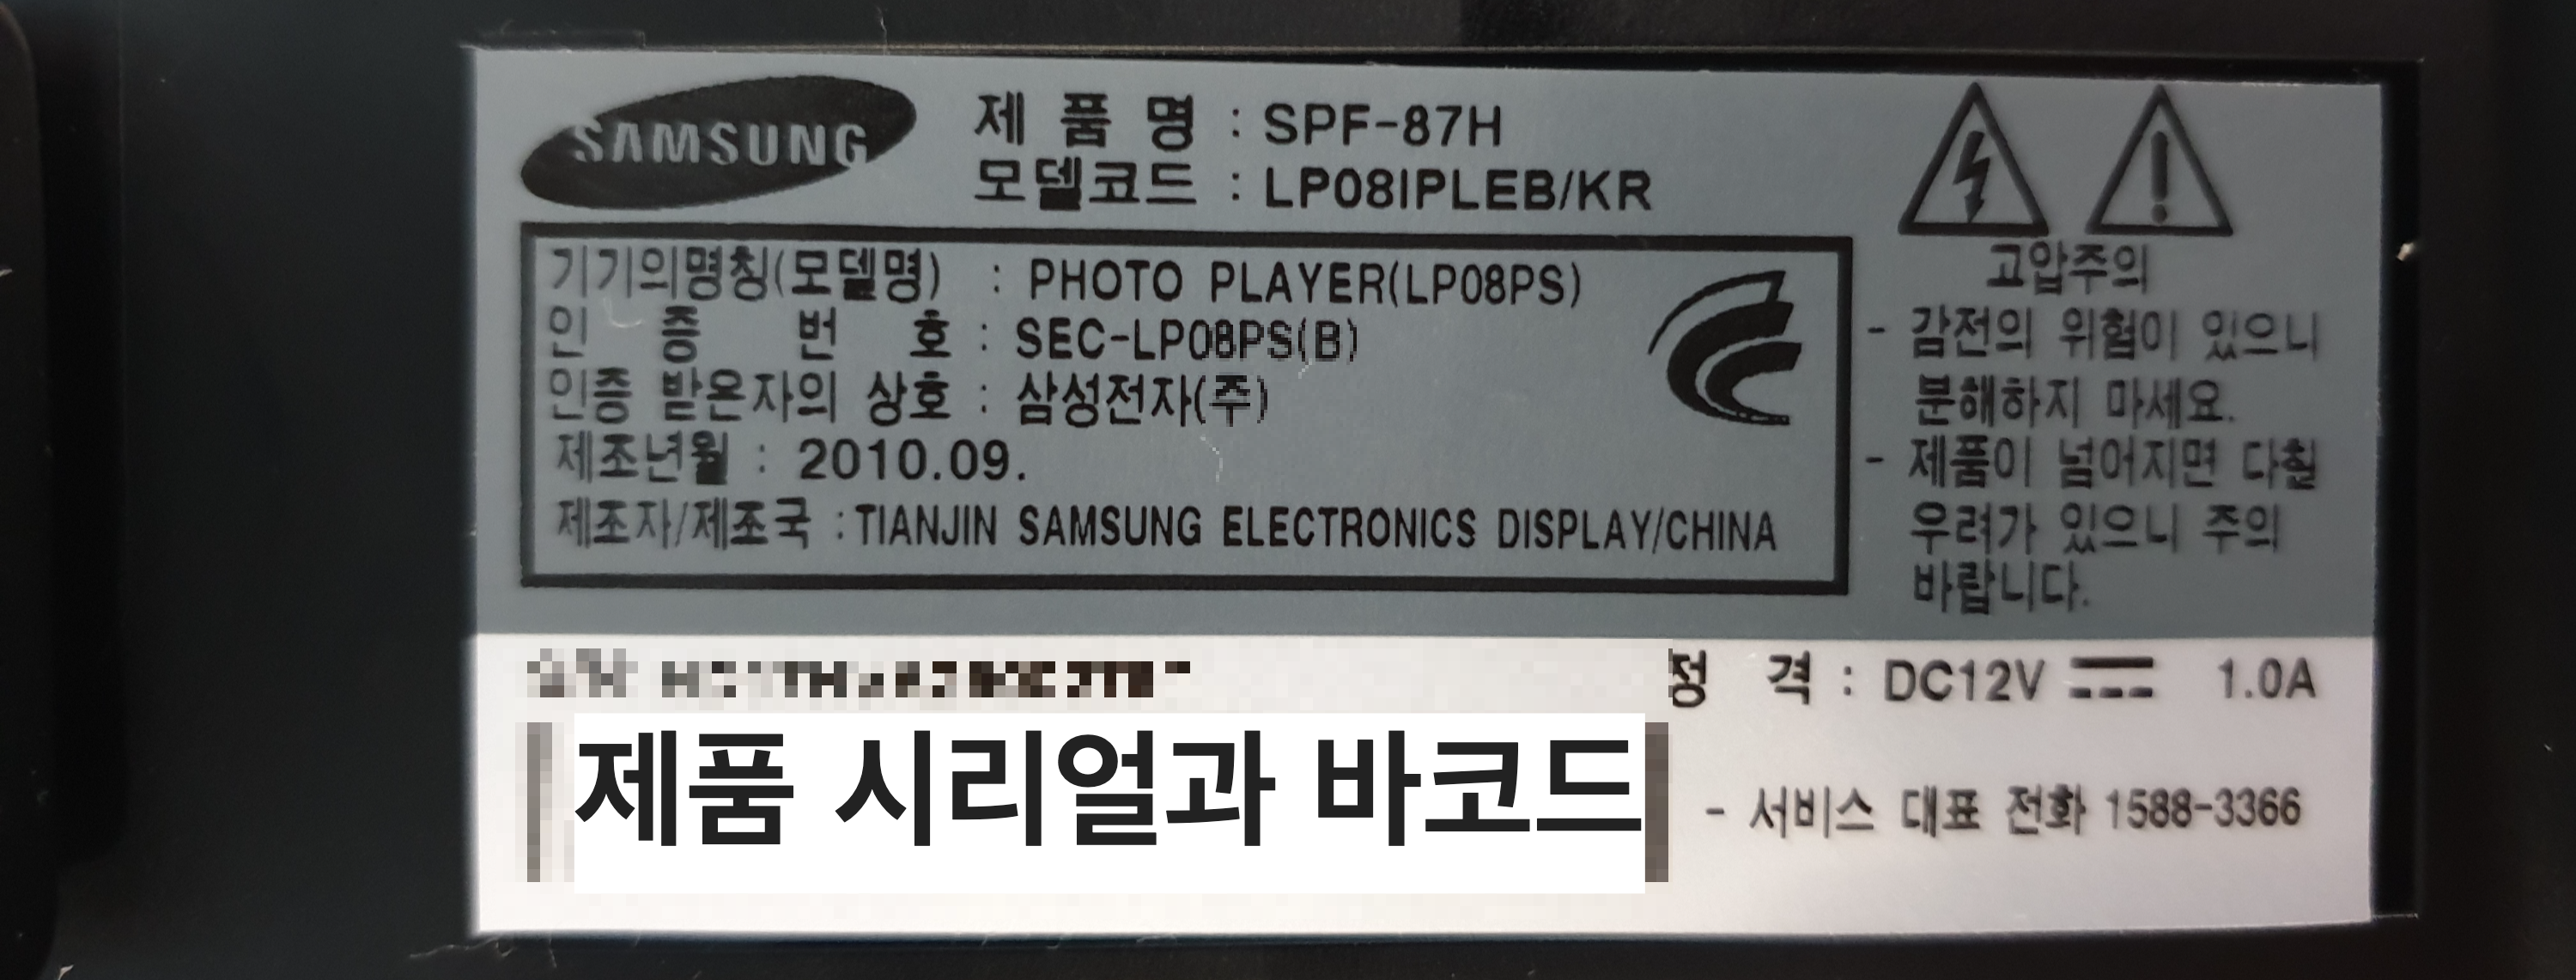 SAMSUNG
제 품 명 : SPF-87H
모델코드 : LP08IPLEB/KR
기기의명칭(모델명) : PHOTO PLAYER(LP08PS)
인 증 번 호 : SEC-LP08PS(B)
인증 받은자의 상호 : 삼성전자(주)
제조년월 : 2010.09.
제조자/제조국 :TIANJIN SAMSUNG ELECTRONICS DISPLAY/CHINA
고압주의
- 감전의 위험이 있으니
분해하지 마세요.
- 제품이 넘어지면 다칠
우려가 있으니 주의
바랍니다.
정 격 : DC12V 1.0A
제품 시리얼과 바코드
- 서비스 대표 전화 1588-3366